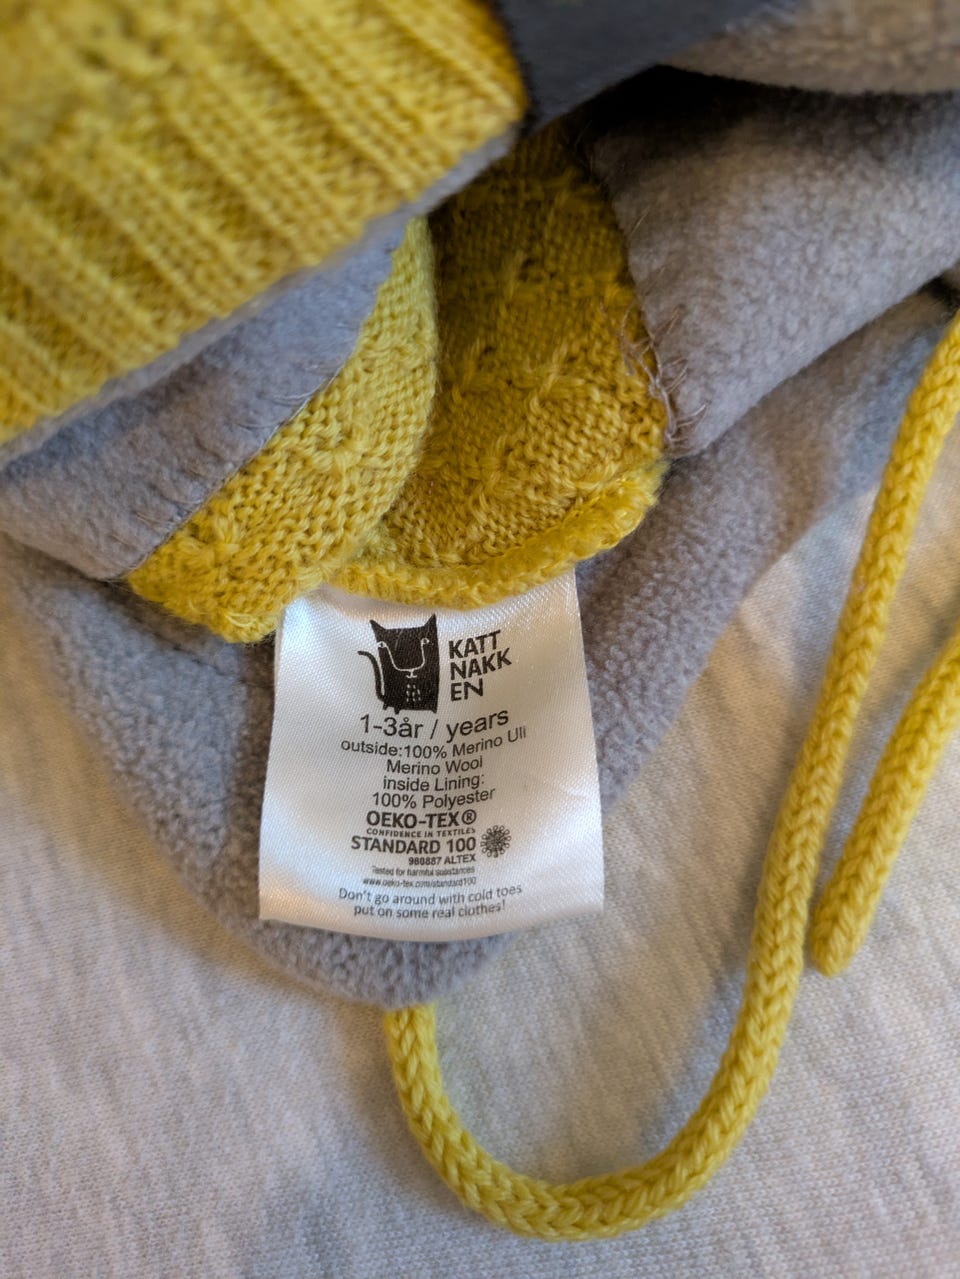 KATT
NAKK
EN
1-3år / years
outside:100% Merino Uli
Merino Wool
inside Lining:
100% Polyester
OEKO-TEX®
CONFIDENCE IN TEXTILES
STANDARD 100
980887 ALTEX
Tested for harmful substances
www.oeko-tex.com/standard100
Don't go around with cold toes
put on some real clothes!